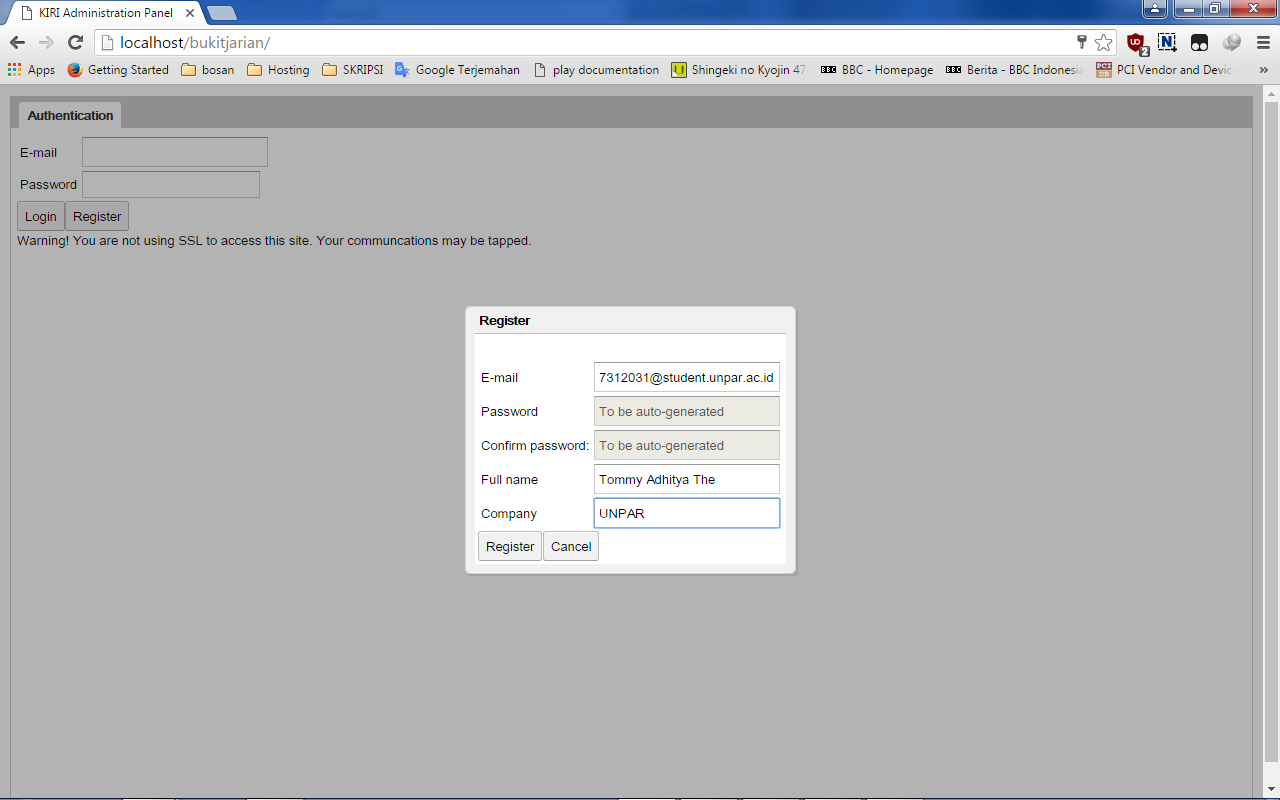 KIRI Administration Panel
localhost/bukitjarian/
2
Apps Getting Started bosan Hosting SKRIPSI Google Terjemahan play documentation Shingeki no Kyojin 47 BBC - Homepage Berita - BBC Indonesia PCI Vendor and Devic »
Authentication
E-mail
Password
Login Register
Warning! You are not using SSL to access this site. Your communcations may be tapped.
Register
E-mail 7312031@student.unpar.ac.id
Password To be auto-generated
Confirm password: To be auto-generated
Full name Tommy Adhitya The
Company UNPAR
Register Cancel